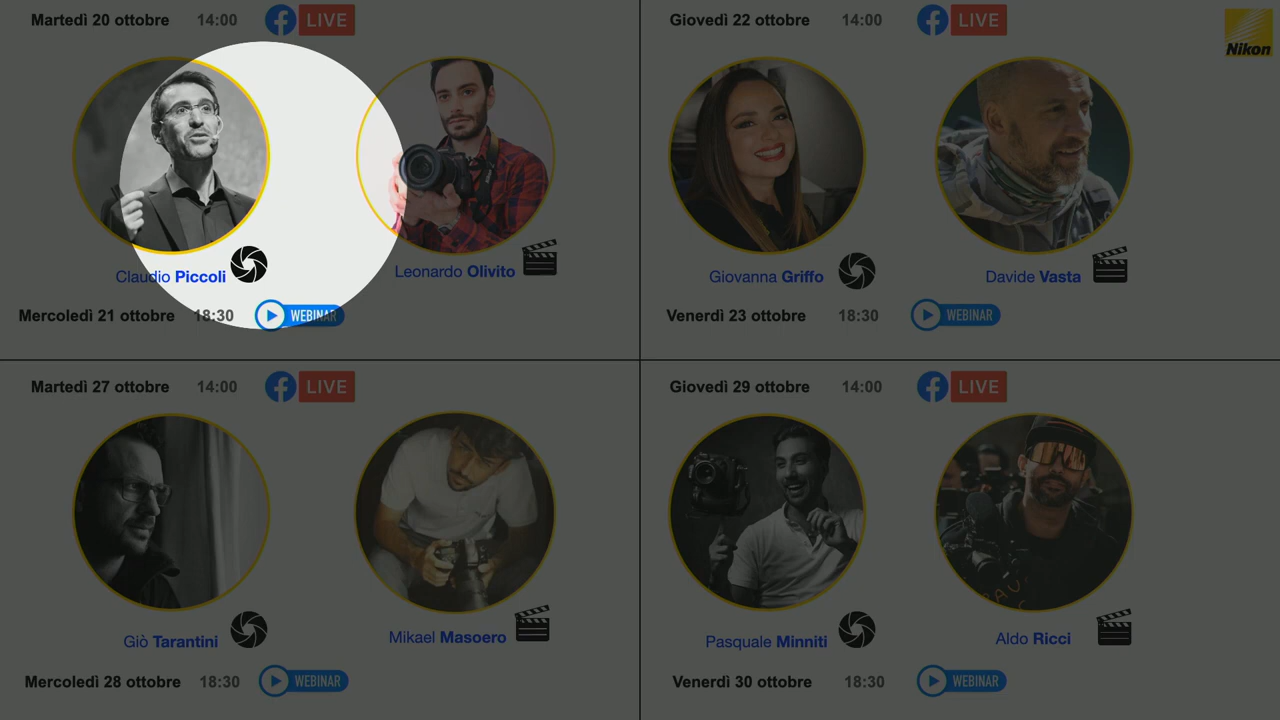 Martedì 20 ottobre 14:00 LIVE
Claudio Piccoli
Leonardo Olivito
Mercoledì 21 ottobre 18:30 WEBINAR
Giovedì 22 ottobre 14:00 LIVE
Nikon
Giovanna Griffo
Davide Vasta
Venerdì 23 ottobre 18:30 WEBINAR
Martedì 27 ottobre 14:00 LIVE
Giò Tarantini
Mikael Masoero
Mercoledì 28 ottobre 18:30 WEBINAR
Giovedì 29 ottobre 14:00 LIVE
Pasquale Minniti
Aldo Ricci
Venerdì 30 ottobre 18:30 WEBINAR